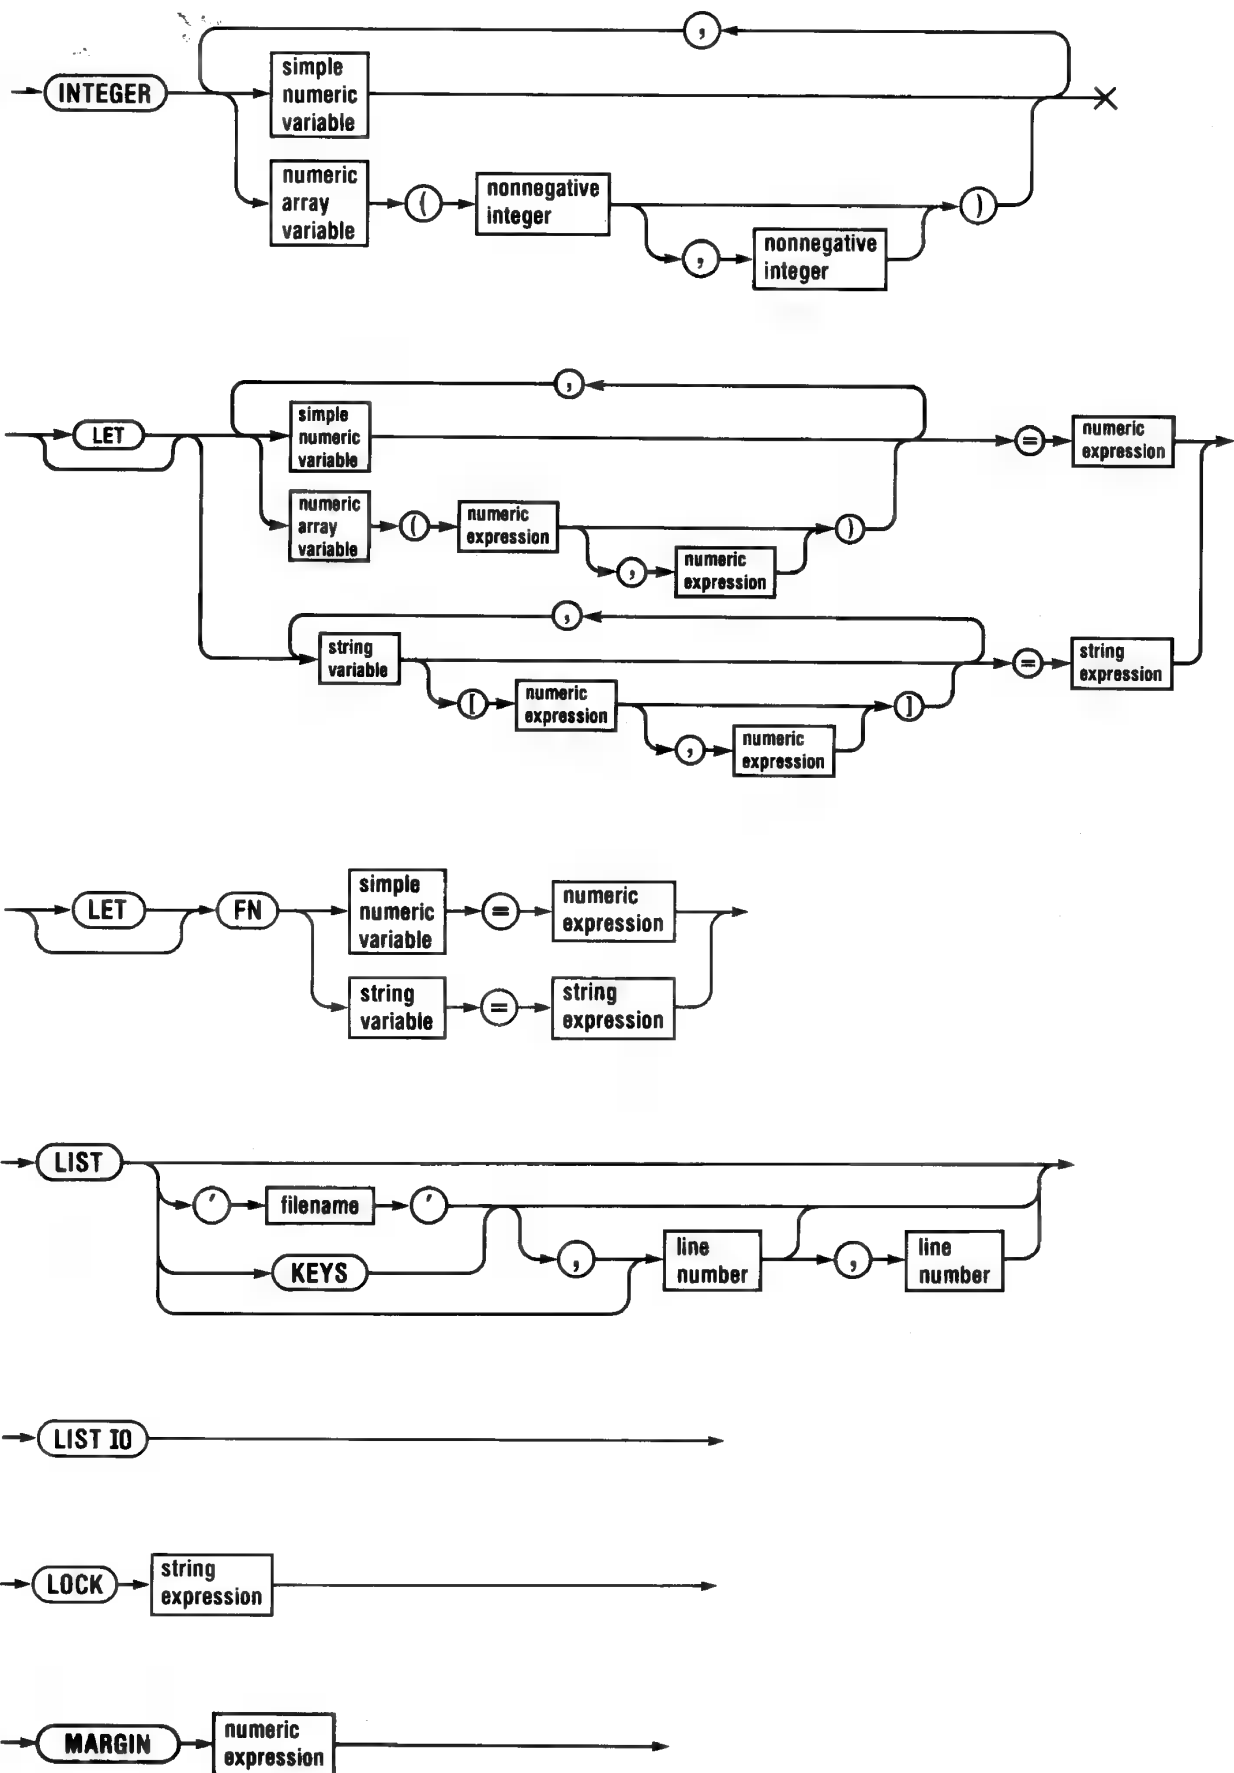 ,
INTEGER
simple
numeric
variable
numeric
array
variable
(
nonnegative
integer
,
nonnegative
integer
)
,
LET
simple
numeric
variable
=
numeric
expression
numeric
array
variable
(
numeric
expression
,
numeric
expression
)
,
string
variable
[
numeric
expression
,
numeric
expression
]
=
string
expression
LET
FN
simple
numeric
variable
=
numeric
expression
string
variable
=
string
expression
LIST
'
filename
'
KEYS
,
line
number
,
line
number
LIST IO
LOCK
string
expression
MARGIN
numeric
expression